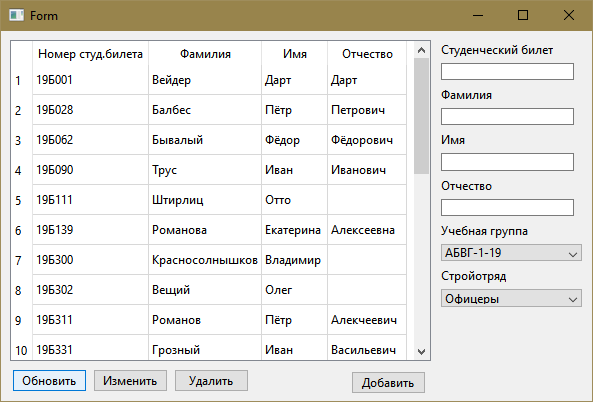 Form
Номер студ.билета Фамилия Имя Отчество
1 19Б001 Вейдер Дарт Дарт
2 19Б028 Балбес Пётр Петрович
3 19Б062 Бывалый Фёдор Фёдорович
4 19Б090 Трус Иван Иванович
5 19Б111 Штирлиц Отто
6 19Б139 Романова Екатерина Алексеевна
7 19Б300 Красносолнышков Владимир
8 19Б302 Вещий Олег
9 19Б311 Романов Пётр Алекчеевич
10 19Б331 Грозный Иван Васильевич
Студенческий билет
Фамилия
Имя
Отчество
Учебная группа
АБВГ-1-19
Стройотряд
Офицеры
Обновить Изменить Удалить Добавить